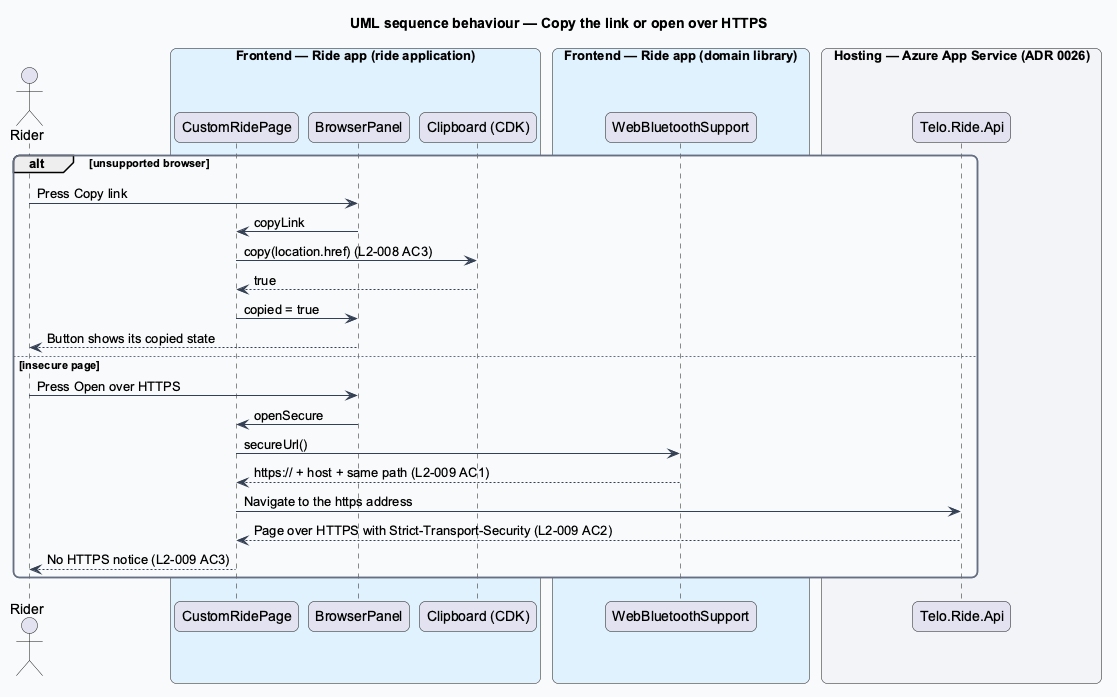 UML sequence behaviour — Copy the link or open over HTTPS
Frontend — Ride app (ride application)
Frontend — Ride app (domain library)
Hosting — Azure App Service (ADR 0026)
Rider
CustomRidePage
BrowserPanel
Clipboard (CDK)
WebBluetoothSupport
Telo.Ride.Api
alt
[unsupported browser]
Press Copy link
copyLink
copy(location.href) (L2-008 AC3)
true
copied = true
Button shows its copied state
[insecure page]
Press Open over HTTPS
openSecure
secureUrl()
https:// + host + same path (L2-009 AC1)
Navigate to the https address
Page over HTTPS with Strict-Transport-Security (L2-009 AC2)
No HTTPS notice (L2-009 AC3)
Rider
CustomRidePage
BrowserPanel
Clipboard (CDK)
WebBluetoothSupport
Telo.Ride.Api